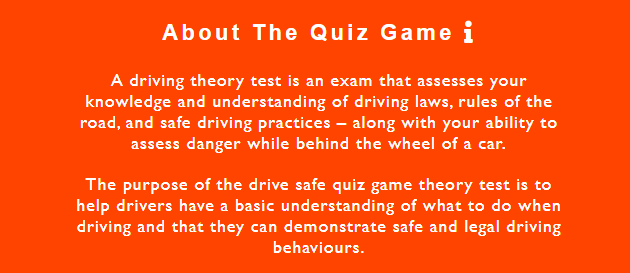 About The Quiz Game
A driving theory test is an exam that assesses your
knowledge and understanding of driving laws, rules of the
road, and safe driving practices – along with your ability to
assess danger while behind the wheel of a car.
The purpose of the drive safe quiz game theory test is to
help drivers have a basic understanding of what to do when
driving and that they can demonstrate safe and legal driving
behaviours.